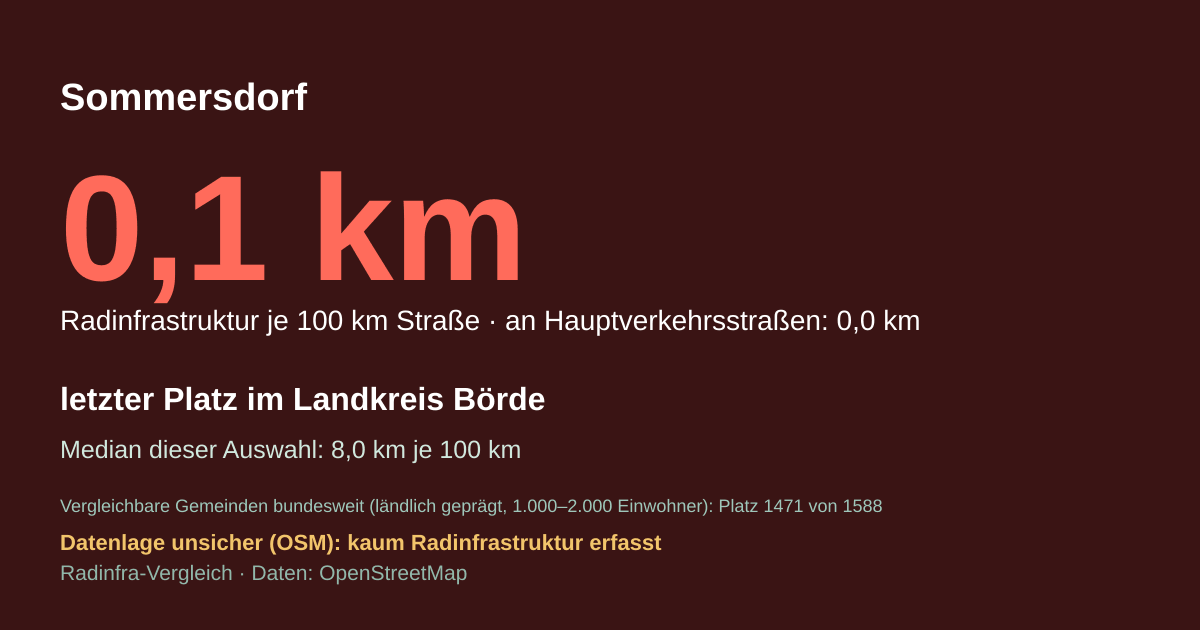 Sommersdorf
0,1 km
Radinfrastruktur je 100 km Straße · an Hauptverkehrsstraßen: 0,0 km
letzter Platz im Landkreis Börde
Median dieser Auswahl: 8,0 km je 100 km
Vergleichbare Gemeinden bundesweit (ländlich geprägt, 1.000–2.000 Einwohner): Platz 1471 von 1588
Datenlage unsicher (OSM): kaum Radinfrastruktur erfasst
Radinfra-Vergleich · Daten: OpenStreetMap